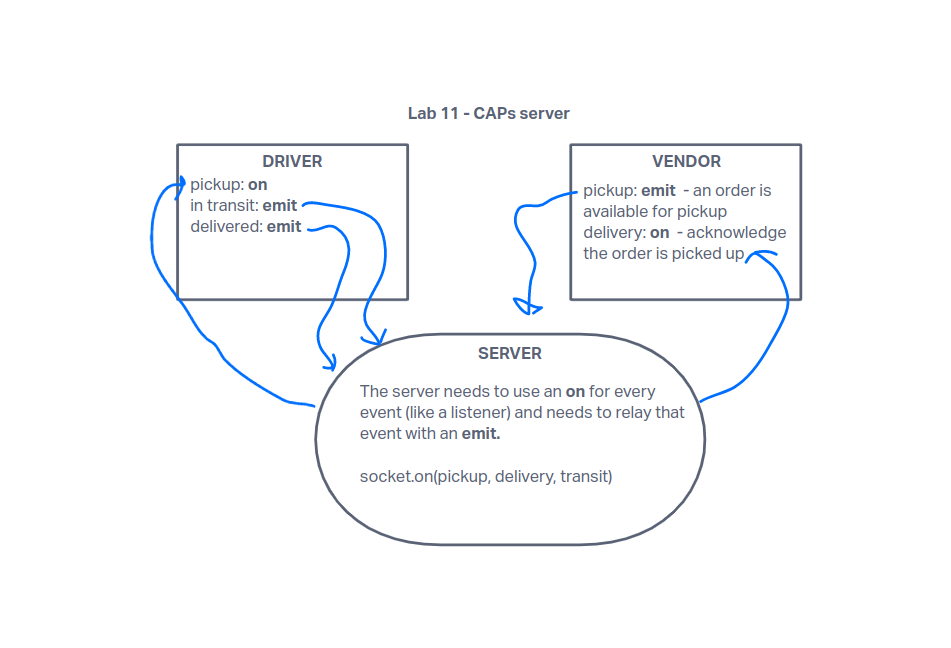 Lab 11 - CAPs server
DRIVER
pickup: on
in transit: emit
delivered: emit
VENDOR
pickup: emit - an order is
available for pickup
delivery: on - acknowledge
the order is picked up
SERVER
The server needs to use an on for every
event (like a listener) and needs to relay that
event with an emit.
socket.on(pickup, delivery, transit)